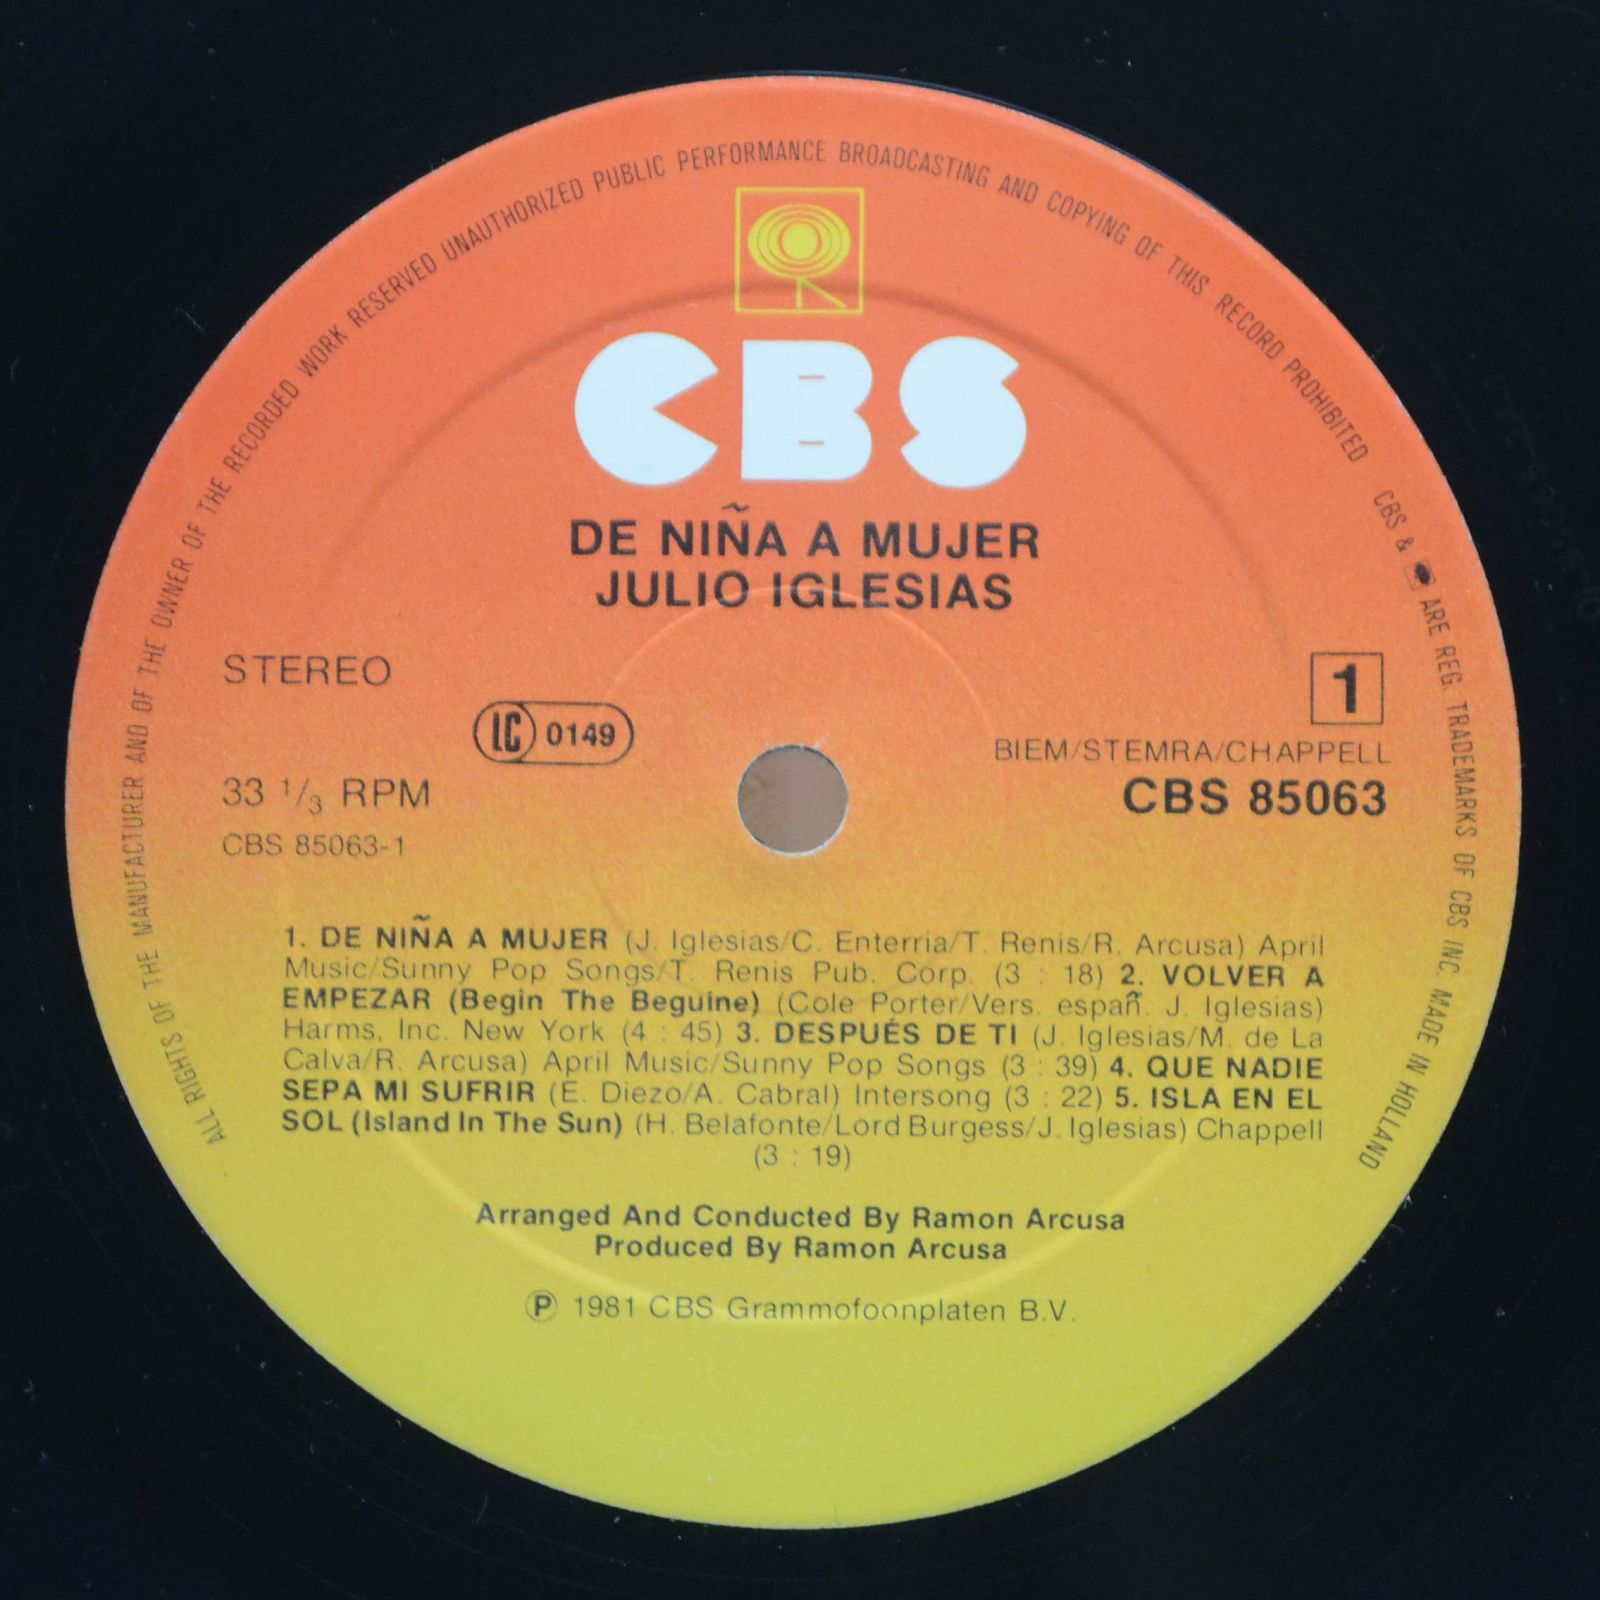 ALL RIGHTS OF THE MANUFACTURER AND OF THE OWNER OF THE RECORDED WORK RESERVED UNAUTHORIZED PUBLIC PERFORMANCE BROADCASTING AND COPYING OF THIS RECORD PROHIBITED
CBS & ARE REG. TRADEMARKS OF CBS INC. MADE IN HOLLAND
CBS
DE NIÑA A MUJER
JULIO IGLESIAS
STEREO
1
LC 0149
BIEM/STEMRA/CHAPPELL
33 1/3 RPM
CBS 85063
CBS 85063-1
1. DE NIÑA A MUJER (J. Iglesias/C. Enterria/T. Renis/R. Arcusa) April
Music/Sunny Pop Songs/T. Renis Pub. Corp. (3 : 18) 2. VOLVER A
EMPEZAR (Begin The Beguine) (Cole Porter/Vers. españ. J. Iglesias)
Harms, Inc. New York (4 : 45) 3. DESPUÉS DE TI (J. Iglesias/M. de La
Calva/R. Arcusa) April Music/Sunny Pop Songs (3 : 39) 4. QUE NADIE
SEPA MI SUFRIR (E. Diezo/A. Cabral) Intersong (3 : 22) 5. ISLA EN EL
SOL (Island In The Sun) (H. Belafonte/Lord Burgess/J. Iglesias) Chappell
(3 : 19)
Arranged And Conducted By Ramon Arcusa
Produced By Ramon Arcusa
Ⓟ 1981 CBS Grammofoonplaten B.V.